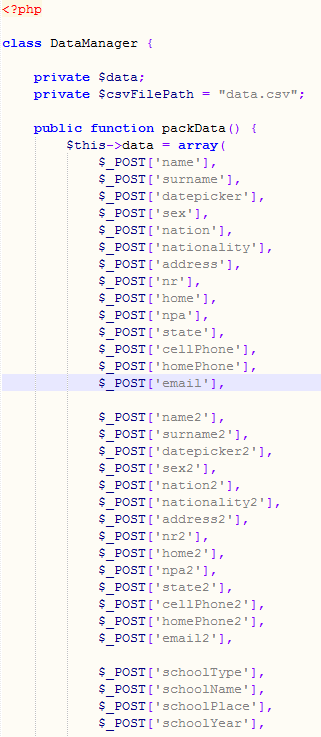 <?php
class DataManager {
private $data;
private $csvFilePath = "data.csv";
public function packData() {
$this->data = array(
$_POST['name'],
$_POST['surname'],
$_POST['datepicker'],
$_POST['sex'],
$_POST['nation'],
$_POST['nationality'],
$_POST['address'],
$_POST['nr'],
$_POST['home'],
$_POST['npa'],
$_POST['state'],
$_POST['cellPhone'],
$_POST['homePhone'],
$_POST['email'],
$_POST['name2'],
$_POST['surname2'],
$_POST['datepicker2'],
$_POST['sex2'],
$_POST['nation2'],
$_POST['nationality2'],
$_POST['address2'],
$_POST['nr2'],
$_POST['home2'],
$_POST['npa2'],
$_POST['state2'],
$_POST['cellPhone2'],
$_POST['homePhone2'],
$_POST['email2'],
$_POST['schoolType'],
$_POST['schoolName'],
$_POST['schoolPlace'],
$_POST['schoolYear'],